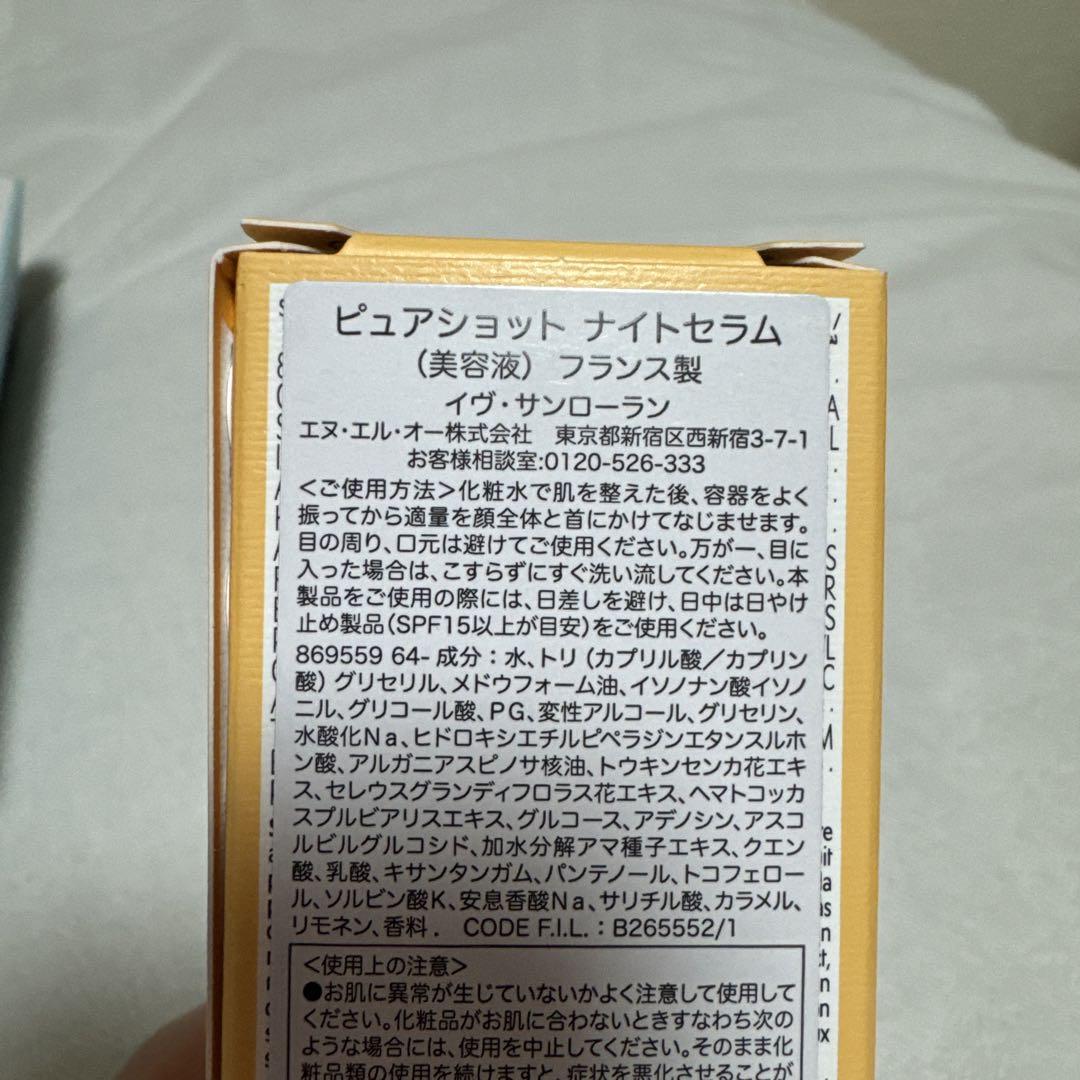 ピュアショット ナイトセラム
（美容液） フランス製
イヴ・サンローラン
エヌ・エル・オー株式会社　東京都新宿区西新宿3-7-1
お客様相談室:0120-526-333
＜ご使用方法＞化粧水で肌を整えた後、容器をよく
振ってから適量を顔全体と首にかけてなじませます。
目の周り、口元は避けてご使用ください。万が一、目に
入った場合は、こすらずにすぐ洗い流してください。本
製品をご使用の際には、日差しを避け、日中は日やけ
止め製品（SPF15以上が目安）をご使用ください。
869559 64- 成分：水、トリ（カプリル酸／カプリン
酸）グリセリル、メドウフォーム油、イソノナン酸イソノ
ニル、グリコール酸、PG、変性アルコール、グリセリン、
水酸化Na、ヒドロキシエチルピペラジンエタンスルホ
ン酸、アルガニアスピノサ核油、トウキンセンカ花エキ
ス、セレウスグランディフロラス花エキス、ヘマトコッカ
スプルビアリスエキス、グルコース、アデノシン、アスコ
ルビルグルコシド、加水分解アマ種子エキス、クエン
酸、乳酸、キサンタンガム、パンテノール、トコフェロー
ル、ソルビン酸K、安息香酸Na、サリチル酸、カラメル、
リモネン、香料． CODE F.I.L.：B265552/1
＜使用上の注意＞
●お肌に異常が生じていないかよく注意して使用して
ください。化粧品がお肌に合わないときすなわち次の
ような場合には、使用を中止してください。そのまま化
粧品類の使用を続けますと、症状を悪化させることが